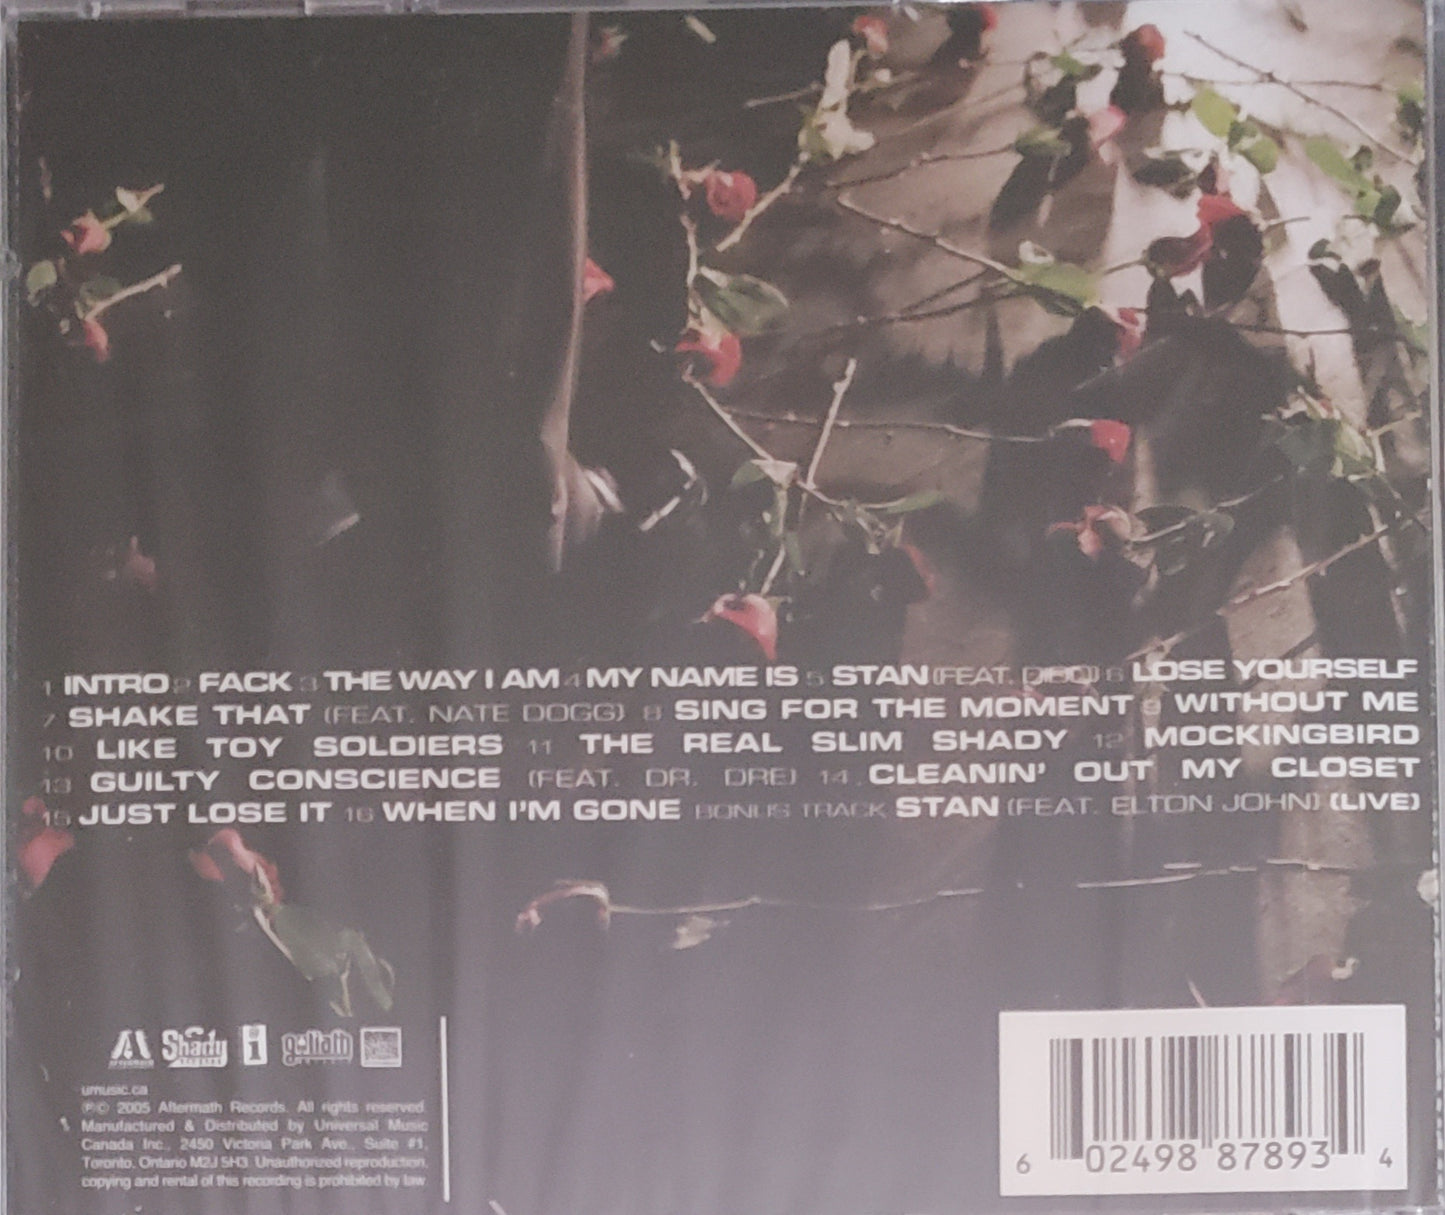 1 INTRO 2 FACK 3 THE WAY I AM 4 MY NAME IS 5 STAN (FEAT. DIDO) 6 LOSE YOURSELF
7 SHAKE THAT (FEAT. NATE DOGG) 8 SING FOR THE MOMENT 9 WITHOUT ME
10 LIKE TOY SOLDIERS 11 THE REAL SLIM SHADY 12 MOCKINGBIRD
13 GUILTY CONSCIENCE (FEAT. DR. DRE) 14 CLEANIN' OUT MY CLOSET
15 JUST LOSE IT 16 WHEN I'M GONE BONUS TRACK STAN (FEAT. ELTON JOHN) (LIVE)
Shady i goliath
umusic.ca
℗© 2005 Aftermath Records. All rights reserved.
Manufactured & Distributed by Universal Music
Canada Inc., 2450 Victoria Park Ave., Suite #1,
Toronto, Ontario M2J 5H3. Unauthorized reproduction,
copying and rental of this recording is prohibited by law
6 02498 87893 4